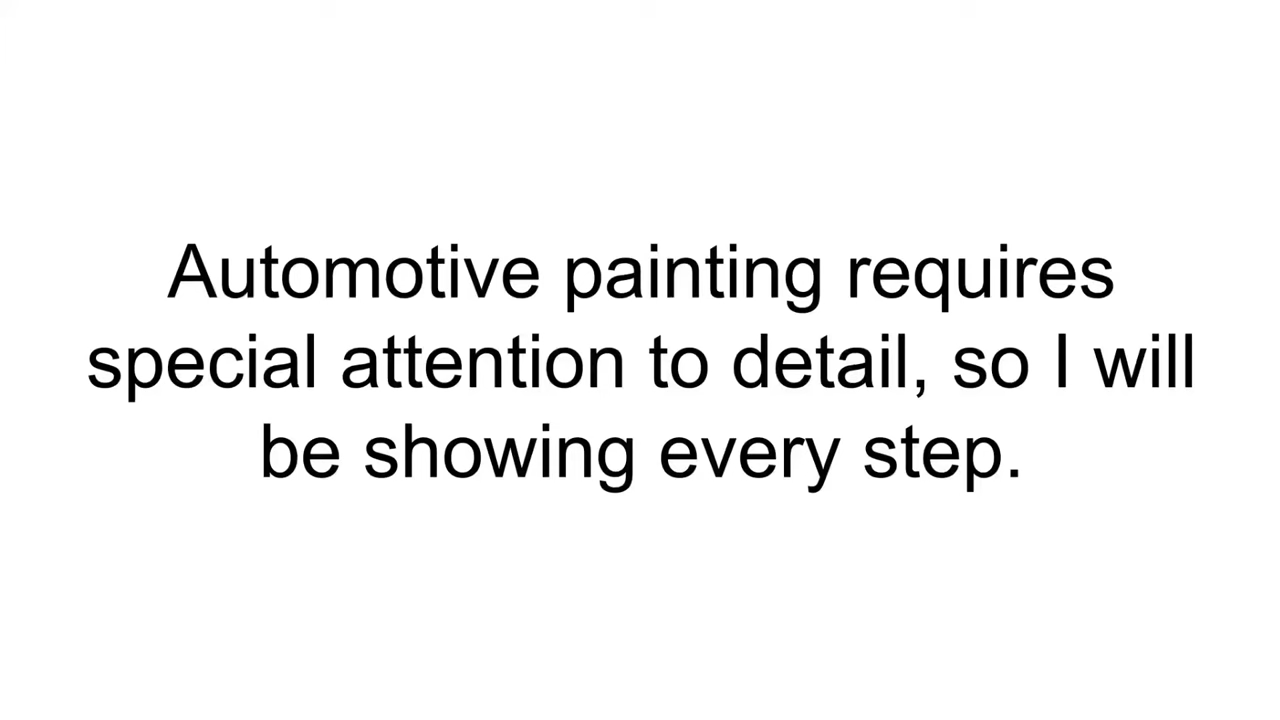 Automotive painting requires
special attention to detail, so I will
be showing every step.